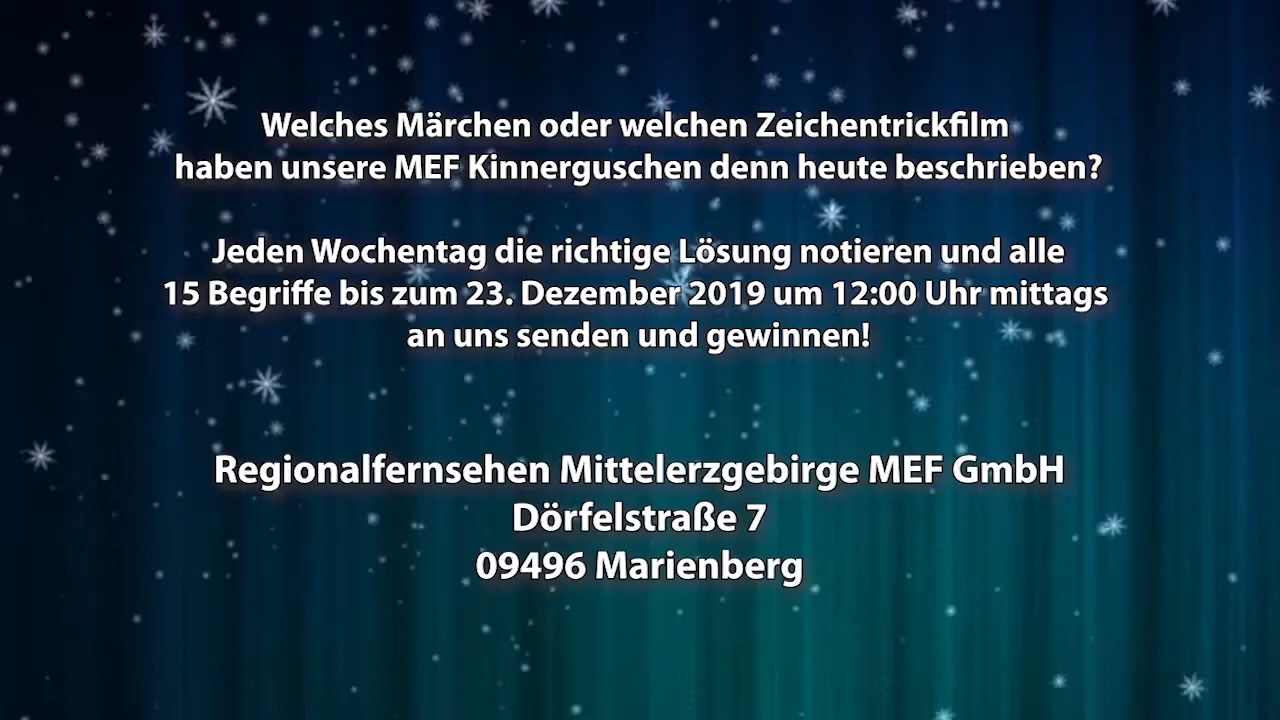 Welches Märchen oder welchen Zeichentrickfilm
haben unsere MEF Kinnerguschen denn heute beschrieben?
Jeden Wochentag die richtige Lösung notieren und alle
15 Begriffe bis zum 23. Dezember 2019 um 12:00 Uhr mittags
an uns senden und gewinnen!
Regionalfernsehen Mittelerzgebirge MEF GmbH
Dörfelstraße 7
09496 Marienberg